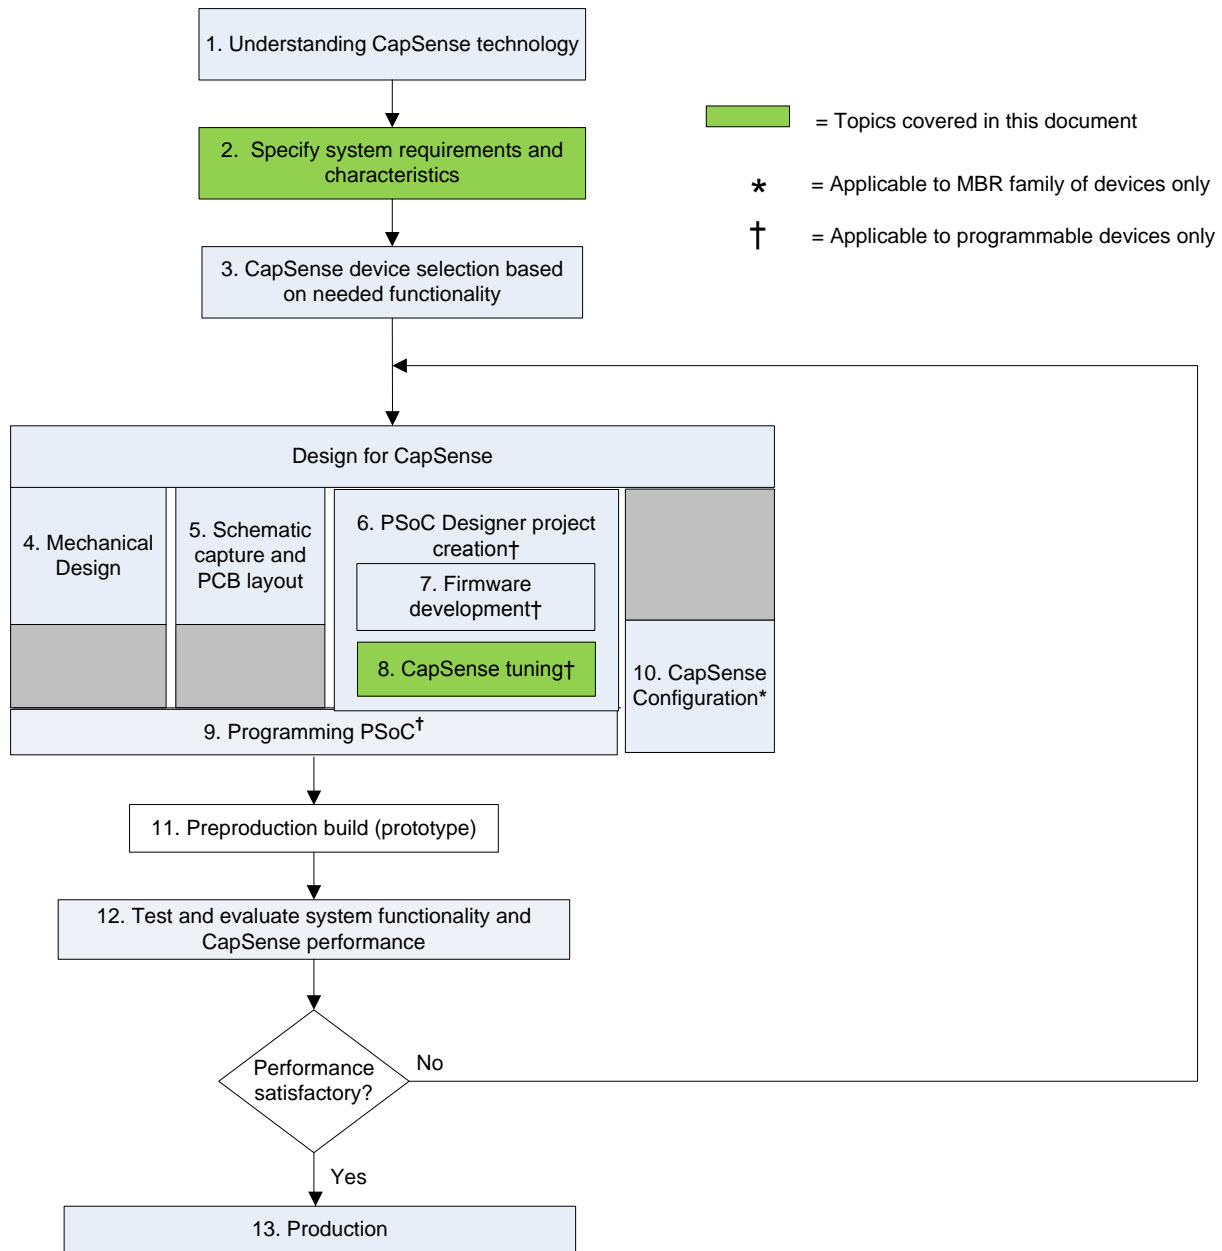 1. Understanding CapSense technology
2.  Specify system requirements and
characteristics
3. CapSense device selection based
on needed functionality
= Topics covered in this document
* = Applicable to MBR family of devices only
† = Applicable to programmable devices only
Design for CapSense
4. Mechanical
Design
5. Schematic
capture and
PCB layout
6. PSoC Designer project
creation†
7. Firmware
development†
8. CapSense tuning†
10. CapSense
Configuration*
9. Programming PSoC†
11. Preproduction build (prototype)
12. Test and evaluate system functionality and
CapSense performance
Performance
satisfactory?
No
Yes
13. Production